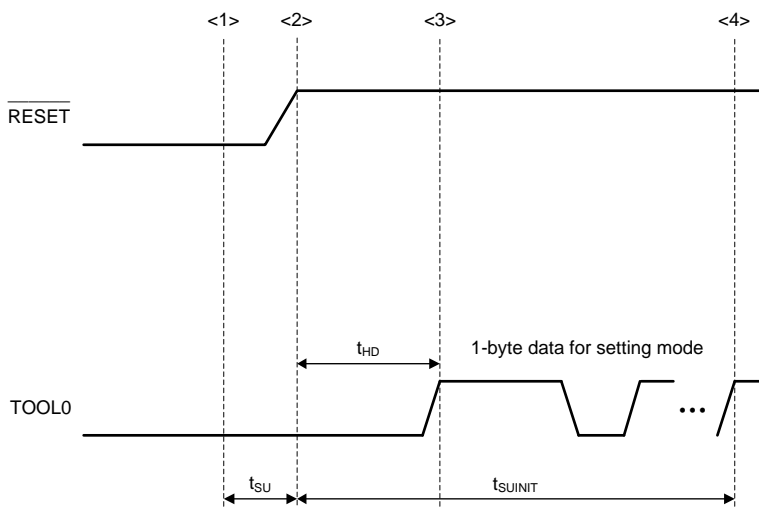 <1> <2> <3> <4>
RESET
tHD 1-byte data for setting mode
TOOL0
...
tSU tSUINIT